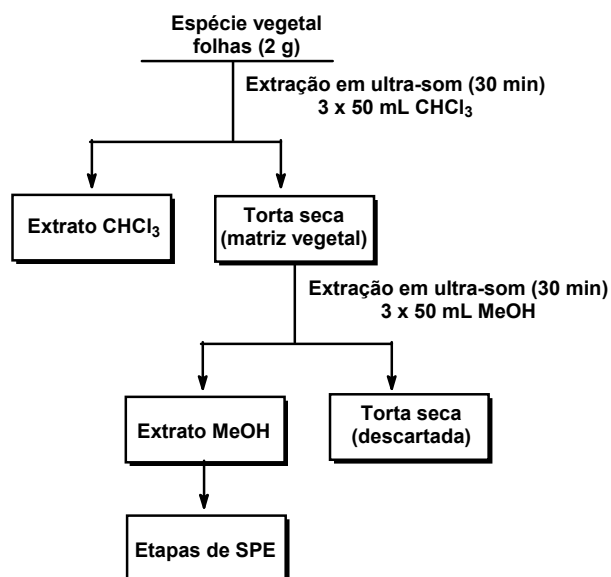 Espécie vegetal
folhas (2 g)
Extração em ultra-som (30 min)
3 x 50 mL CHCl₃
Extrato CHCl₃
Torta seca
(matriz vegetal)
Extração em ultra-som (30 min)
3 x 50 mL MeOH
Extrato MeOH
Torta seca
(descartada)
Etapas de SPE